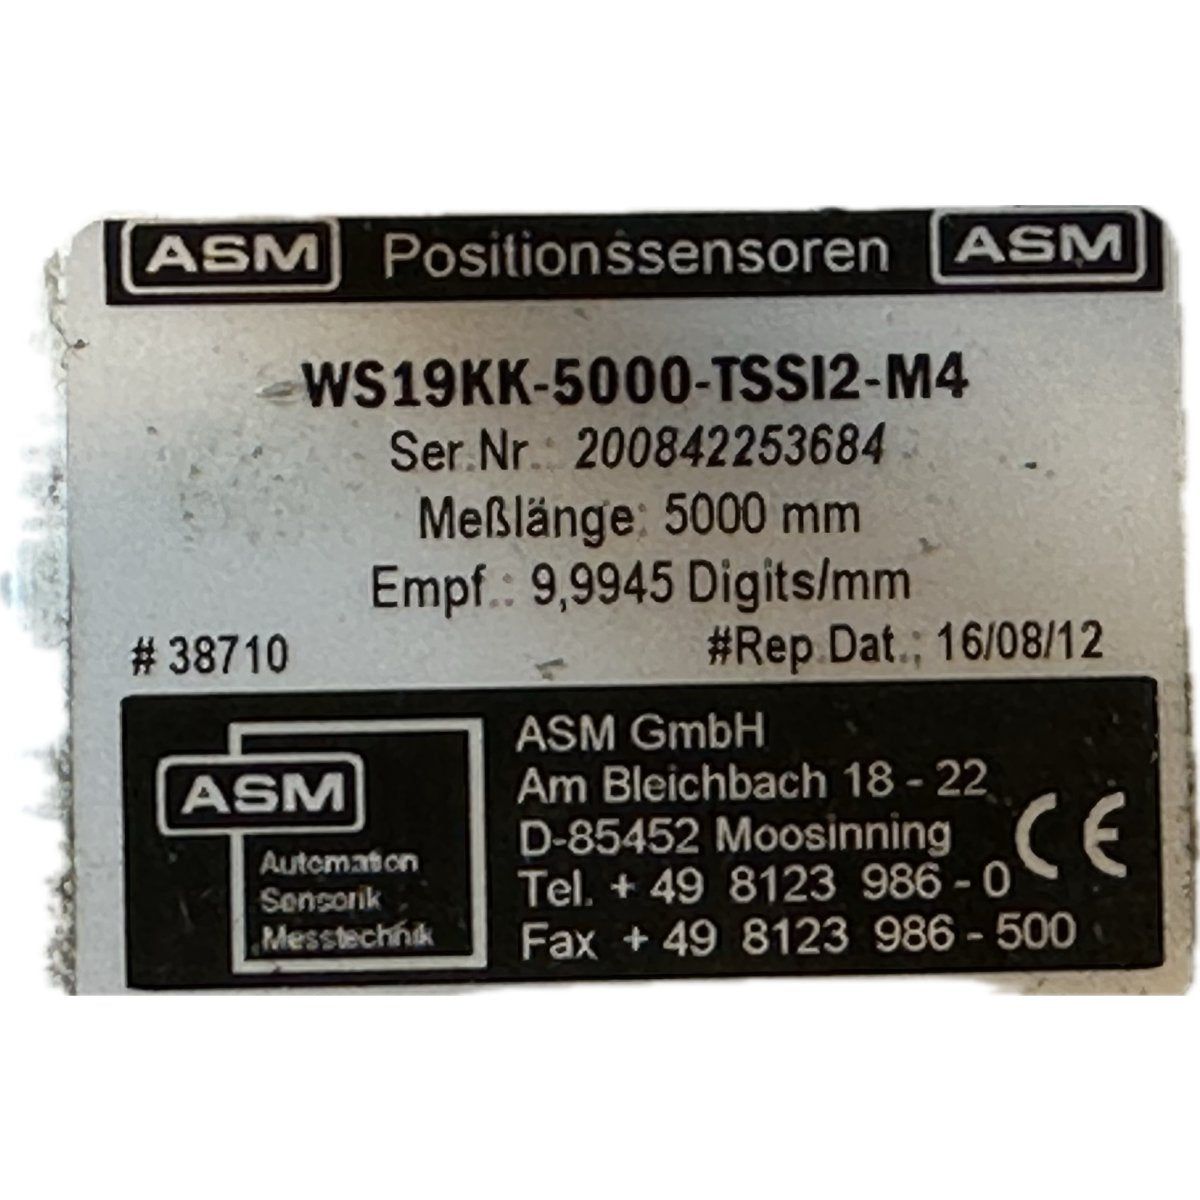 ASM Positionssensoren ASM
WS19KK-5000-TSSI2-M4
Ser.Nr.: 200842253684
Meßlänge: 5000 mm
Empf.: 9,9945 Digits/mm
# 38710 #Rep.Dat.: 16/08/12
ASM
Automation
Sensorik
Messtechnik
ASM GmbH
Am Bleichbach 18 - 22
D-85452 Moosinning
Tel. + 49 8123 986 - 0
Fax + 49 8123 986 - 500
CE